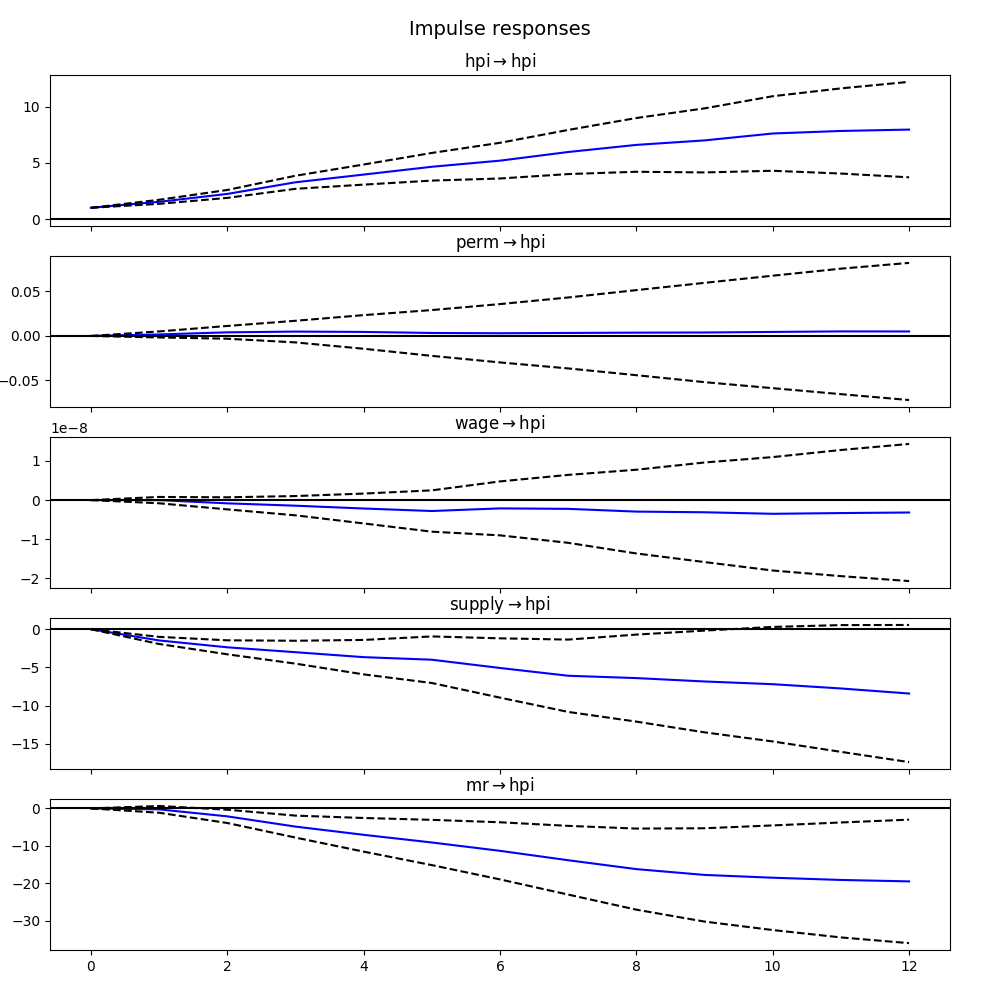 Impulse responses
hpi → hpi
10
5
0
perm → hpi
0.05
0.00
−0.05
1e−8
wage → hpi
1
0
−1
−2
supply → hpi
0
−5
−10
−15
mr → hpi
0
−10
−20
−30
0 2 4 6 8 10 12